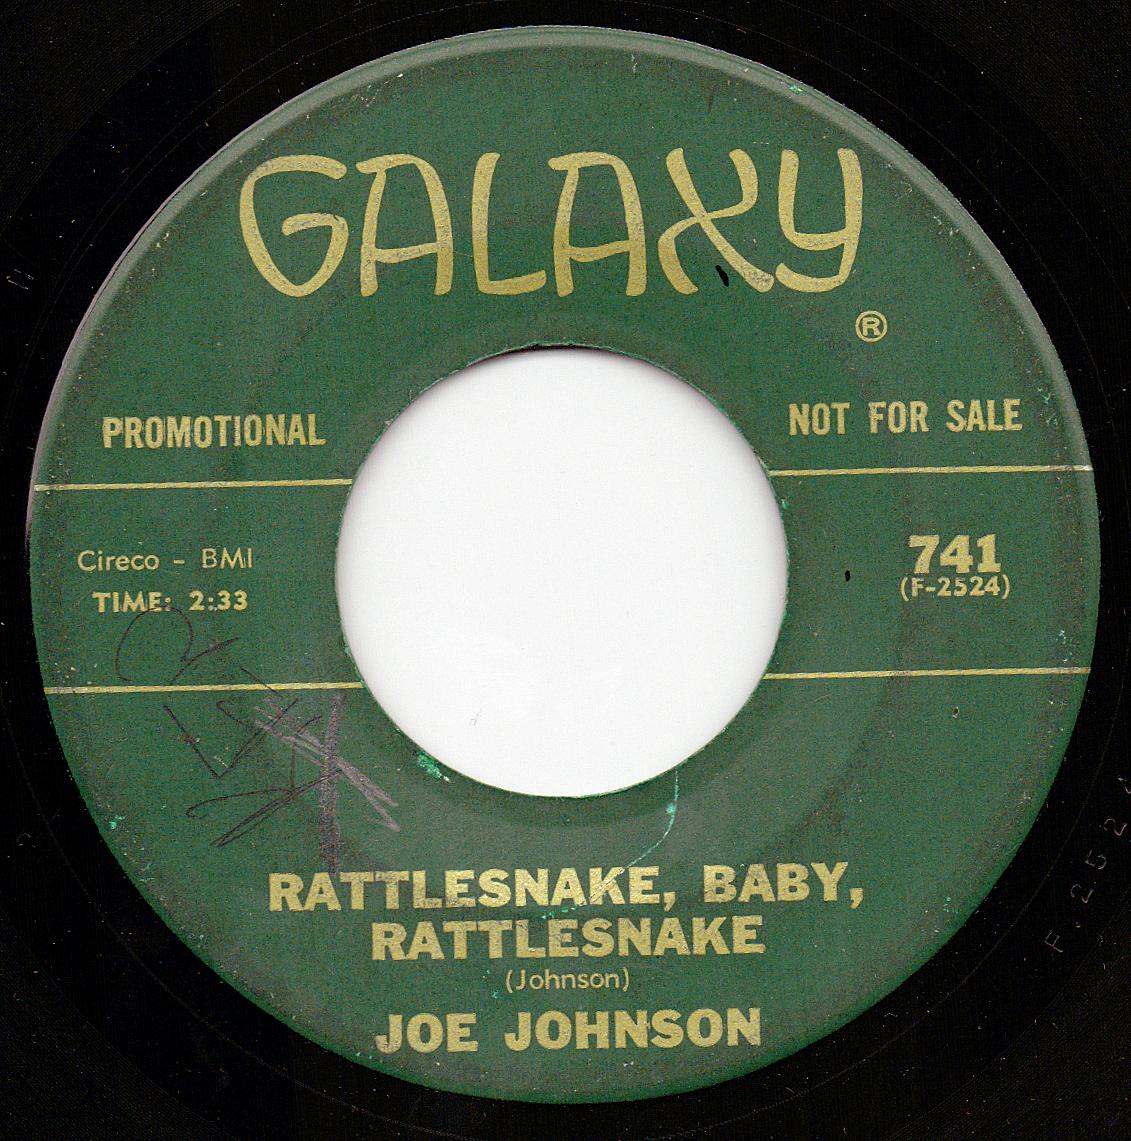 GALAXY
®
PROMOTIONAL
NOT FOR SALE
Cireco - BMI
TIME: 2:33
741
(F-2524)
RATTLESNAKE, BABY,
RATTLESNAKE
(Johnson)
JOE JOHNSON